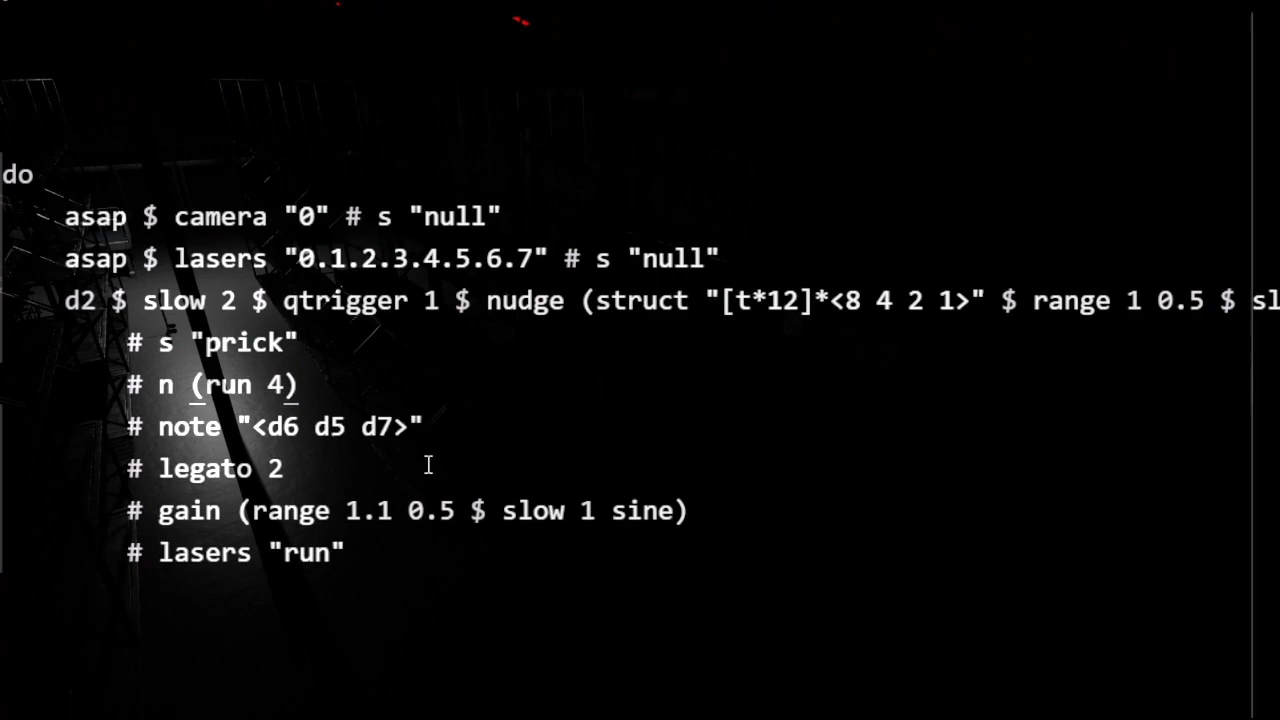 do
asap $ camera "0" # s "null"
asap $ lasers "0.1.2.3.4.5.6.7" # s "null"
d2 $ slow 2 $ qtrigger 1 $ nudge (struct "[t*12]*<8 4 2 1>" $ range 1 0.5 $ sl
# s "prick"
# n (run 4)
# note "<d6 d5 d7>"
# legato 2
# gain (range 1.1 0.5 $ slow 1 sine)
# lasers "run"